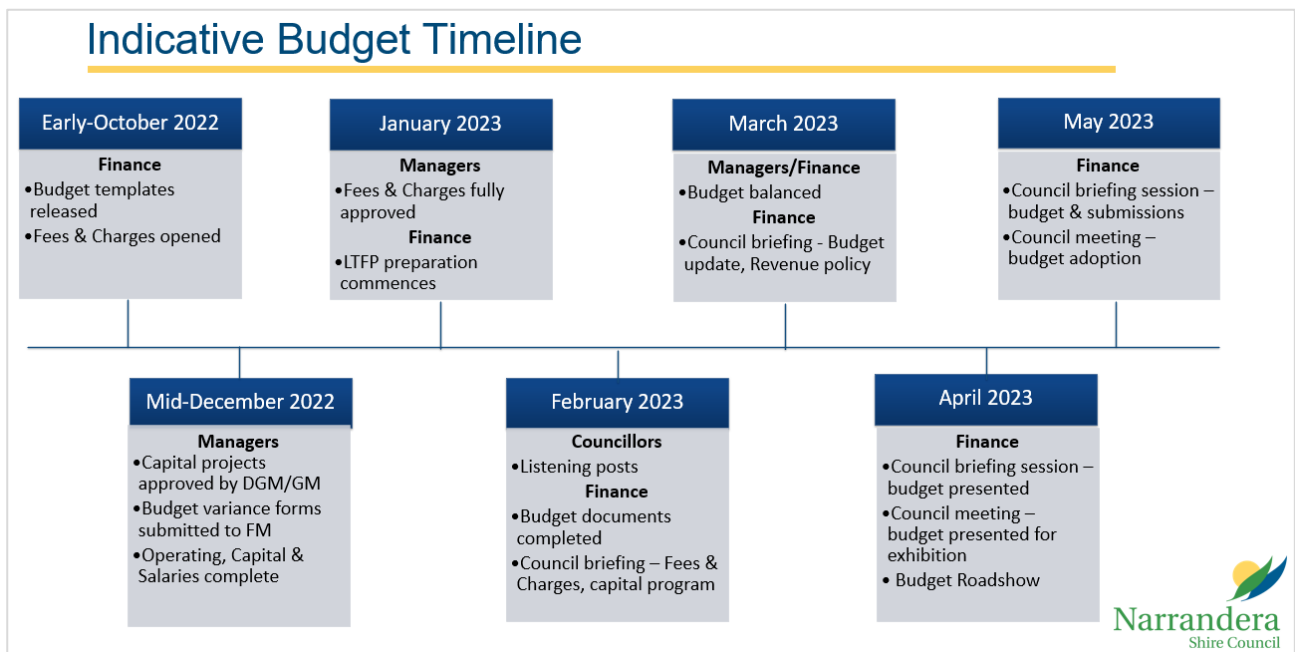 Indicative Budget Timeline
Early-October 2022
Finance
•Budget templates
released
•Fees & Charges opened
January 2023
Managers
•Fees & Charges fully
approved
Finance
•LTFP preparation
commences
March 2023
Managers/Finance
•Budget balanced
Finance
•Council briefing - Budget
update, Revenue policy
May 2023
Finance
•Council briefing session –
budget & submissions
•Council meeting –
budget adoption
Mid-December 2022
Managers
•Capital projects
approved by DGM/GM
•Budget variance forms
submitted to FM
•Operating, Capital &
Salaries complete
February 2023
Councillors
•Listening posts
Finance
•Budget documents
completed
•Council briefing – Fees &
Charges, capital program
April 2023
Finance
•Council briefing session –
budget presented
•Council meeting –
budget presented for
exhibition
• Budget Roadshow
Narrandera
Shire Council